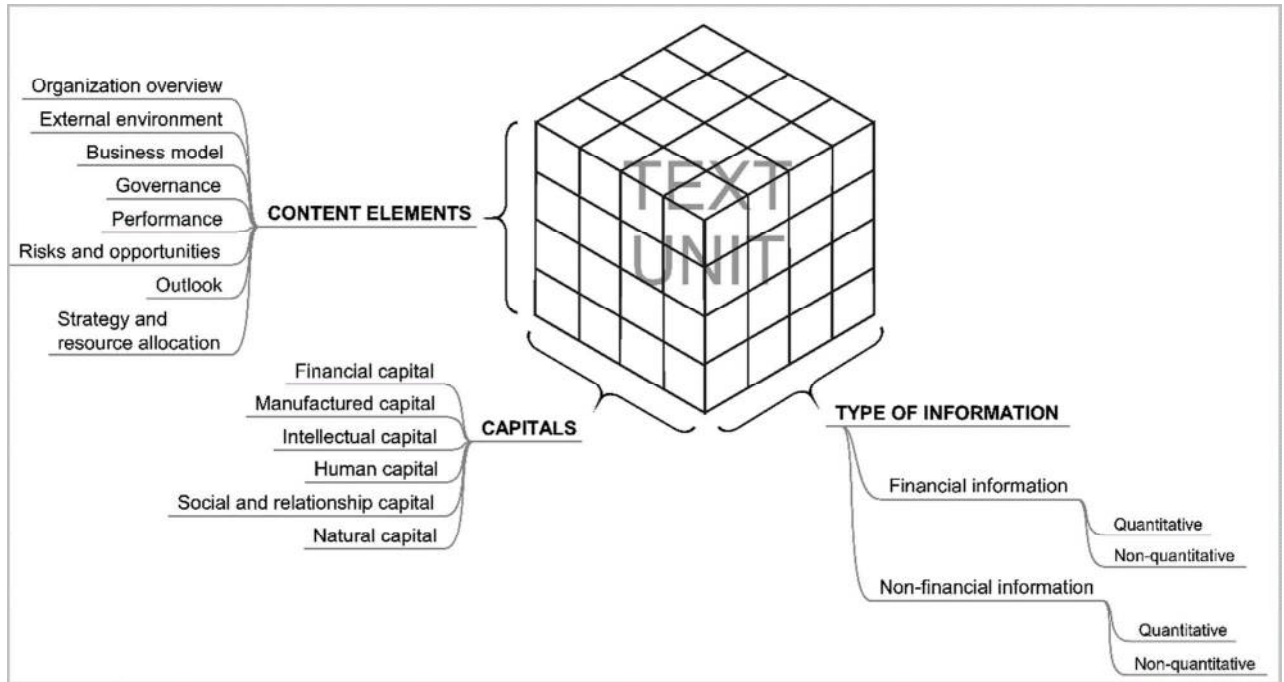 Organization overview
External environment
Business model
Governance
Performance
Risks and opportunities
Outlook
Strategy and
resource allocation
CONTENT ELEMENTS
TEXT
UNIT
Financial capital
Manufactured capital
Intellectual capital
Human capital
Social and relationship capital
Natural capital
CAPITALS
TYPE OF INFORMATION
Financial information
Quantitative
Non-quantitative
Non-financial information
Quantitative
Non-quantitative